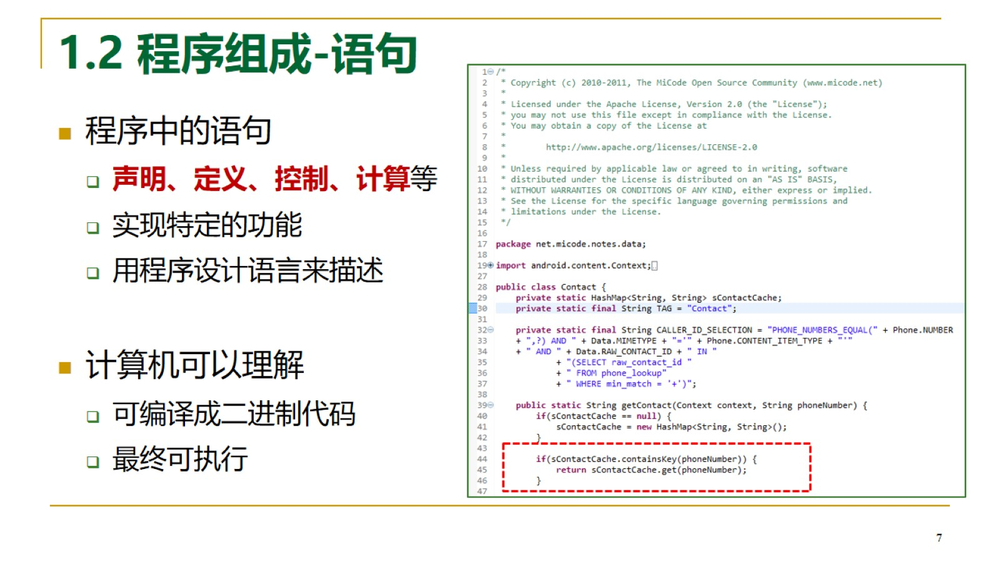 1.2 程序组成-语句
程序中的语句
声明、定义、控制、计算等
实现特定的功能
用程序设计语言来描述
计算机可以理解
可编译成二进制代码
最终可执行
1 /*
2 * Copyright (c) 2010-2011, The MiCode Open Source Community (www.micode.net)
3 *
4 * Licensed under the Apache License, Version 2.0 (the "License");
5 * you may not use this file except in compliance with the License.
6 * You may obtain a copy of the License at
7 *
8 * http://www.apache.org/licenses/LICENSE-2.0
9 *
10 * Unless required by applicable law or agreed to in writing, software
11 * distributed under the License is distributed on an "AS IS" BASIS,
12 * WITHOUT WARRANTIES OR CONDITIONS OF ANY KIND, either express or implied.
13 * See the License for the specific language governing permissions and
14 * limitations under the License.
15 */
16
17 package net.micode.notes.data;
18
19 import android.content.Context;
27
28 public class Contact {
29 private static HashMap<String, String> sContactCache;
30 private static final String TAG = "Contact";
31
32 private static final String CALLER_ID_SELECTION = "PHONE_NUMBERS_EQUAL(" + Phone.NUMBER
33 + ",?) AND " + Data.MIMETYPE + "='" + Phone.CONTENT_ITEM_TYPE + "'"
34 + " AND " + Data.RAW_CONTACT_ID + " IN "
35 + "(SELECT raw_contact_id "
36 + " FROM phone_lookup"
37 + " WHERE min_match = '+')";
38
39 public static String getContact(Context context, String phoneNumber) {
40 if(sContactCache == null) {
41 sContactCache = new HashMap<String, String>();
42 }
43
44 if(sContactCache.containsKey(phoneNumber)) {
45 return sContactCache.get(phoneNumber);
46 }
47
7